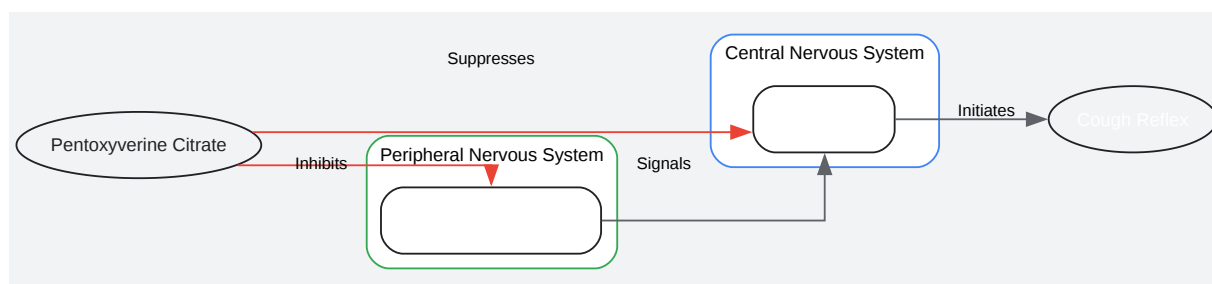 Suppresses
Central Nervous System
Initiates
Cough Reflex
Pentoxyverine Citrate
Inhibits
Peripheral Nervous System
Signals